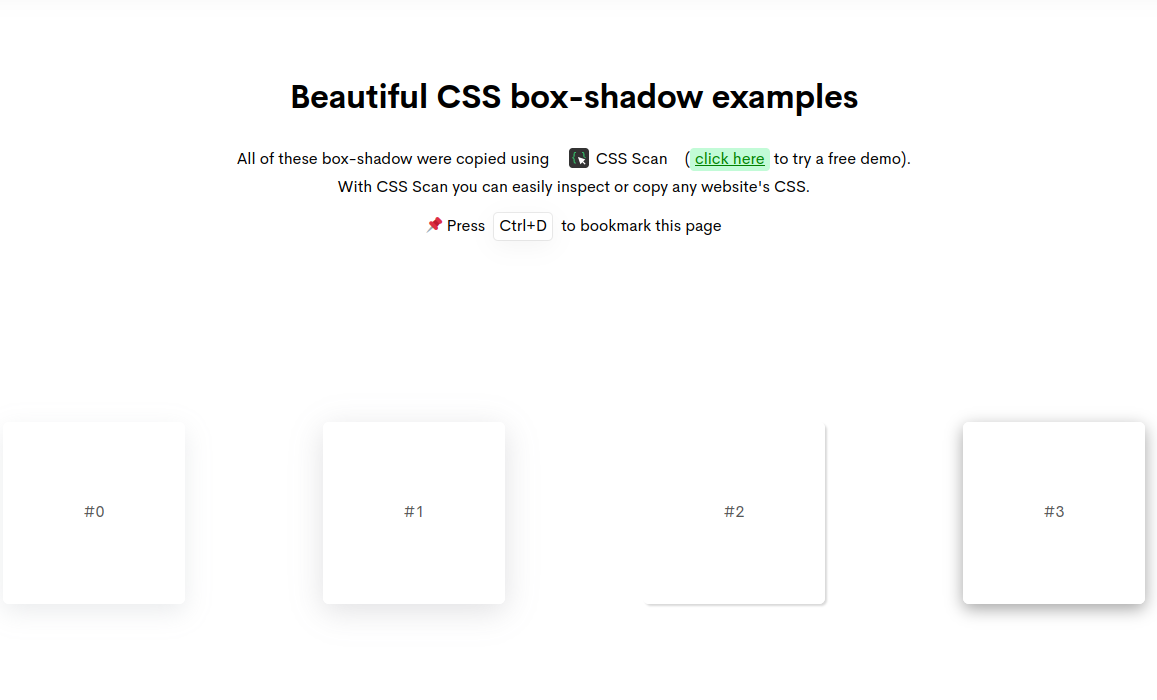 Beautiful CSS box-shadow examples
All of these box-shadow were copied using CSS Scan (click here to try a free demo).
With CSS Scan you can easily inspect or copy any website's CSS.
📌 Press Ctrl+D to bookmark this page
#0 #1 #2 #3